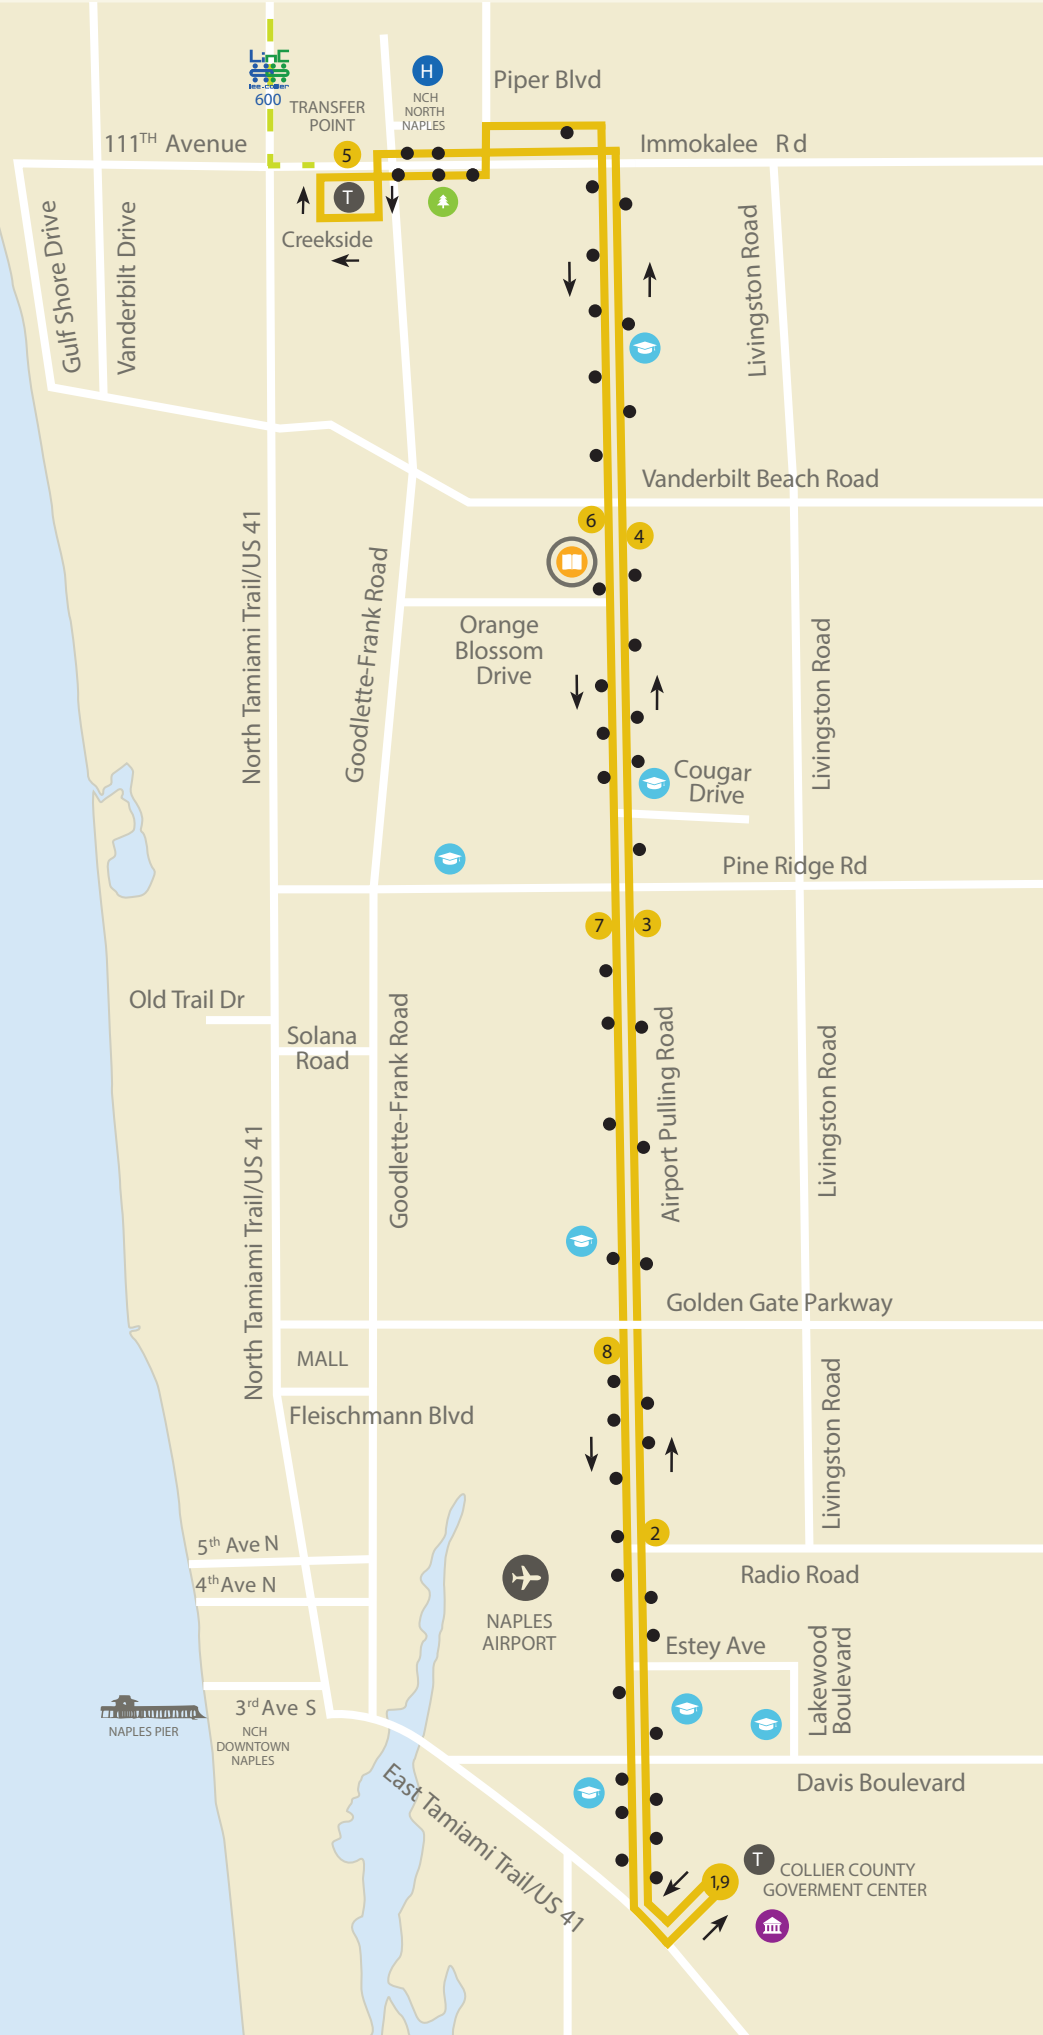 LinC
lee-collier
600
H
NCH
NORTH
NAPLES
Piper Blvd
TRANSFER
POINT
111TH Avenue
5
Immokalee Rd
T
Creekside
Gulf Shore Drive
Vanderbilt Drive
Livingston Road
Vanderbilt Beach Road
6
4
North Tamiami Trail/US 41
Goodlette-Frank Road
Orange
Blossom
Drive
Livingston Road
Cougar
Drive
Pine Ridge Rd
7
3
Old Trail Dr
Solana
Road
Goodlette-Frank Road
Airport Pulling Road
Livingston Road
North Tamiami Trail/US 41
Golden Gate Parkway
8
MALL
Fleischmann Blvd
Livingston Road
2
5th Ave N
4th Ave N
Radio Road
NAPLES
AIRPORT
Estey Ave
Lakewood
Boulevard
3rd Ave S
NAPLES PIER
NCH
DOWNTOWN
NAPLES
Davis Boulevard
East Tamiami Trail/US 41
1,9
T
COLLIER COUNTY
GOVERMENT CENTER